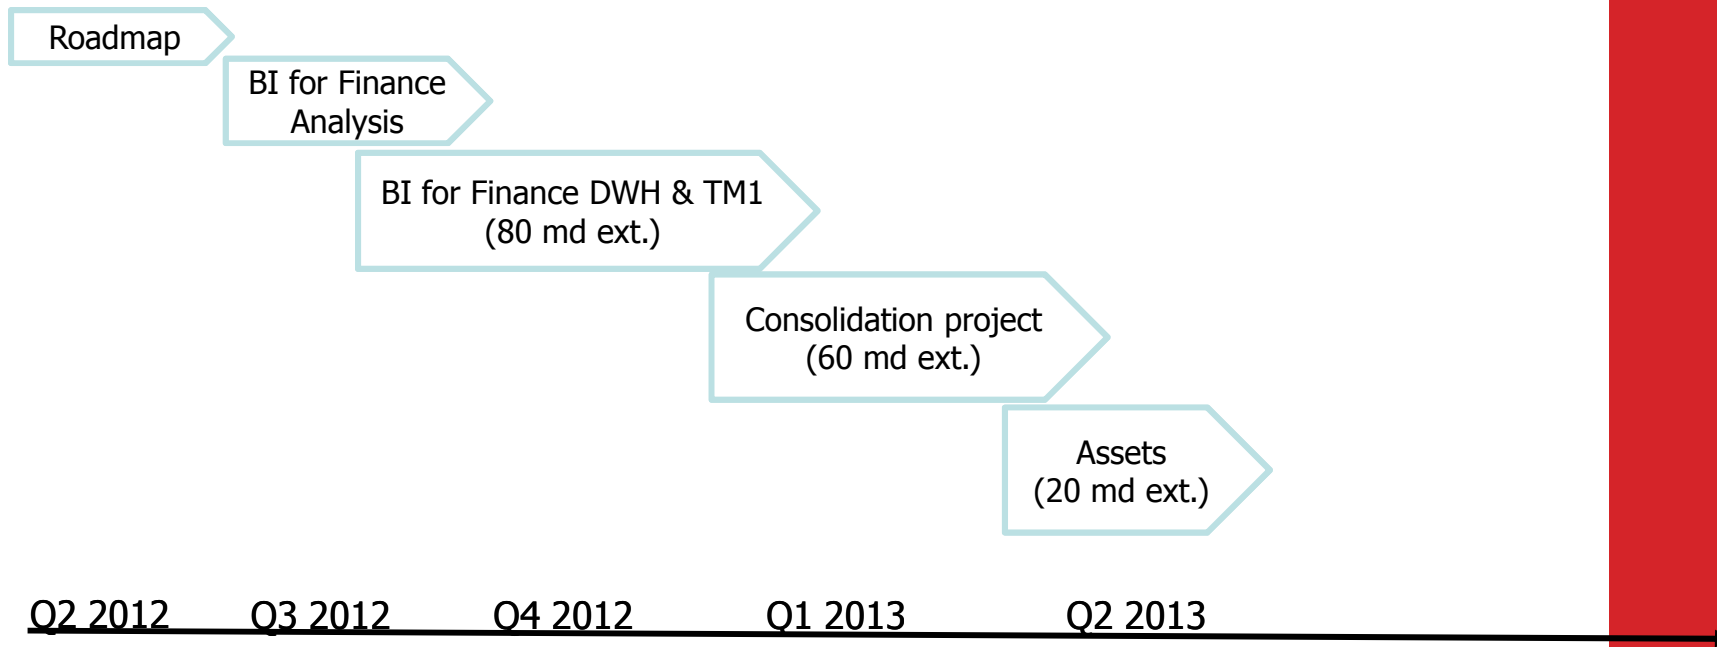 Roadmap
BI for Finance
Analysis
BI for Finance DWH & TM1
(80 md ext.)
Consolidation project
(60 md ext.)
Assets
(20 md ext.)
Q2 2012 Q3 2012 Q4 2012 Q1 2013 Q2 2013